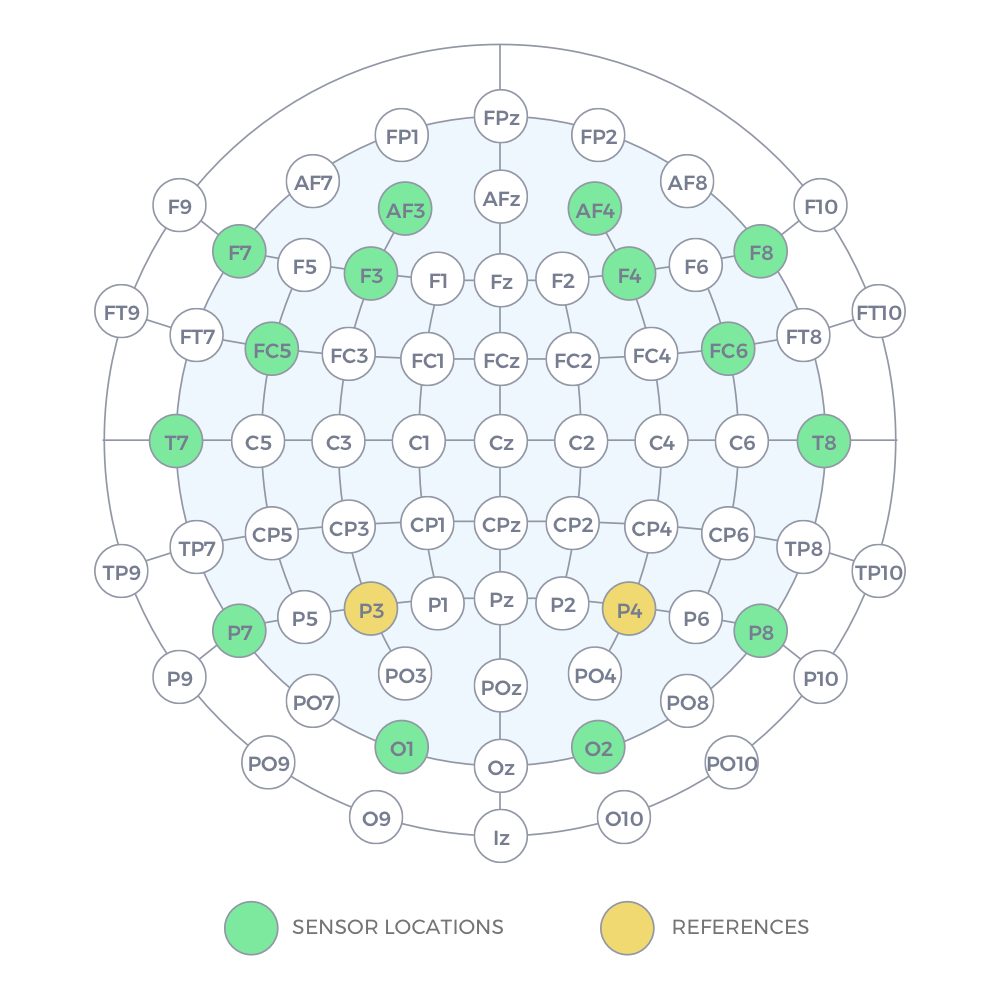 FPz
FP1 FP2
AF7 AF8
AFz
F9 AF3 AF4 F10
F7 F5 F3 F1 Fz F2 F4 F6 F8
FT9 FT10
FT7 FC5 FC3 FC1 FCz FC2 FC4 FC6 FT8
T7 C5 C3 C1 Cz C2 C4 C6 T8
TP7 CP5 CP3 CP1 CPz CP2 CP4 CP6 TP8
TP9 TP10
P7 P5 P3 P1 Pz P2 P4 P6 P8
P9 PO3 PO4 P10
PO7 POz PO8
O1 O2
PO9 Oz PO10
O9 O10
Iz
SENSOR LOCATIONS REFERENCES